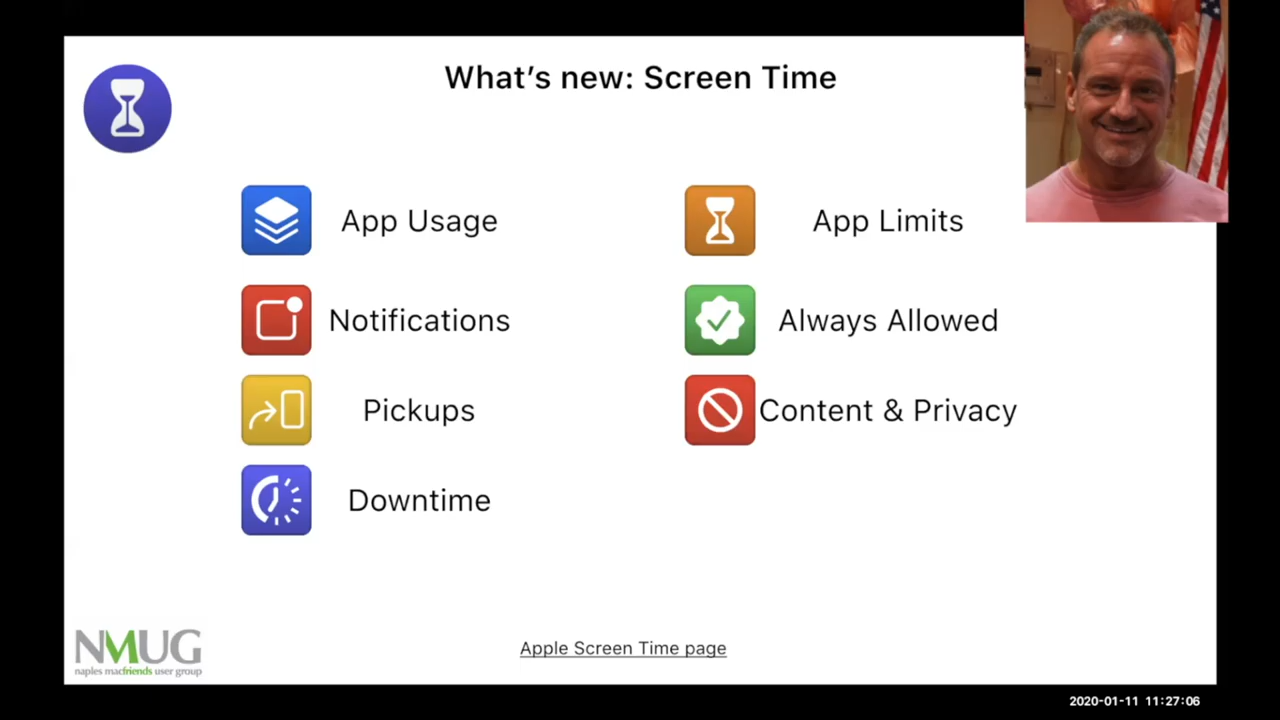 What's new: Screen Time
App Usage
App Limits
Notifications
Always Allowed
Pickups
Content & Privacy
Downtime
NMUG
naples macfriends user group
Apple Screen Time page
2020-01-11 11:27:06